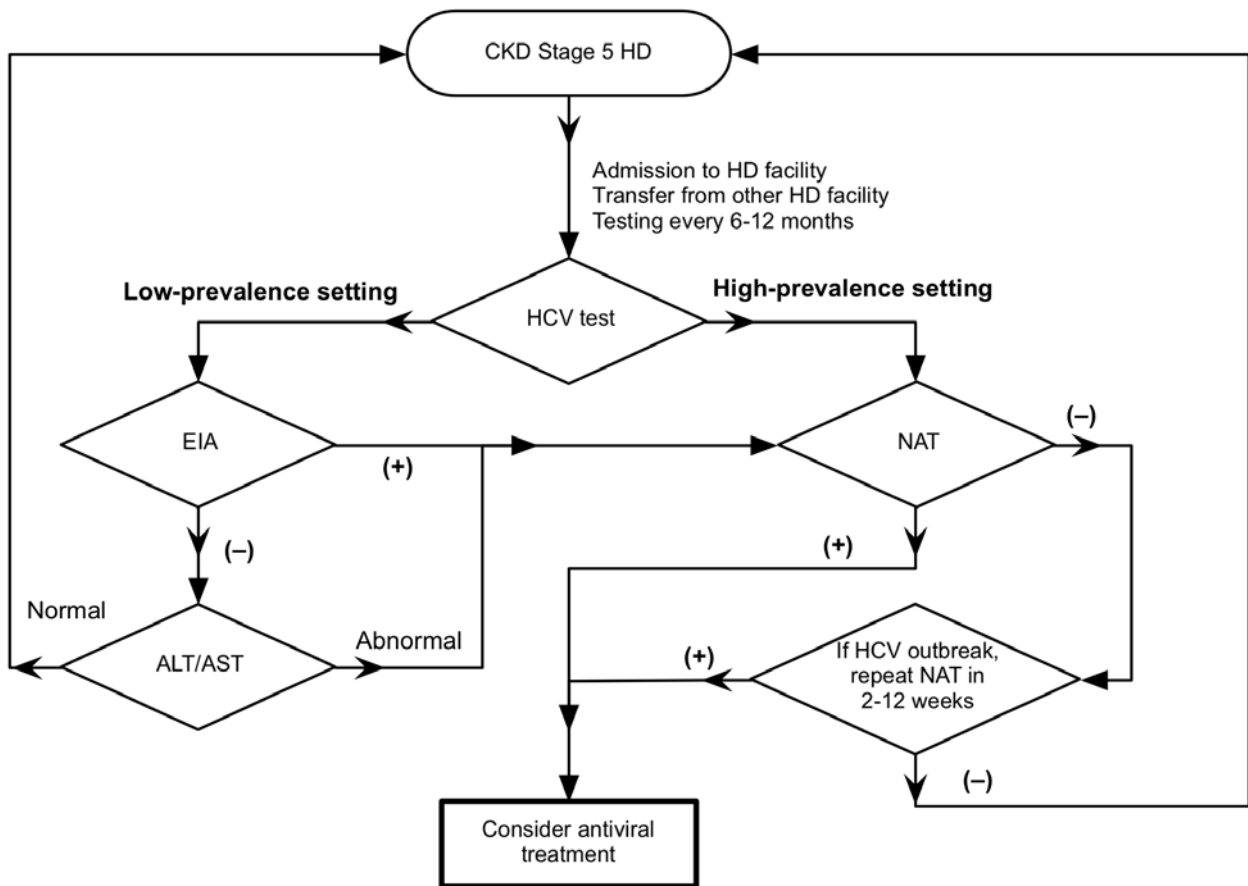 CKD Stage 5 HD
Admission to HD facility
Transfer from other HD facility
Testing every 6-12 months
Low-prevalence setting
High-prevalence setting
HCV test
EIA
(+)
NAT
(–)
(–)
(+)
Normal
ALT/AST
Abnormal
(+)
If HCV outbreak,
repeat NAT in
2-12 weeks
(–)
Consider antiviral
treatment